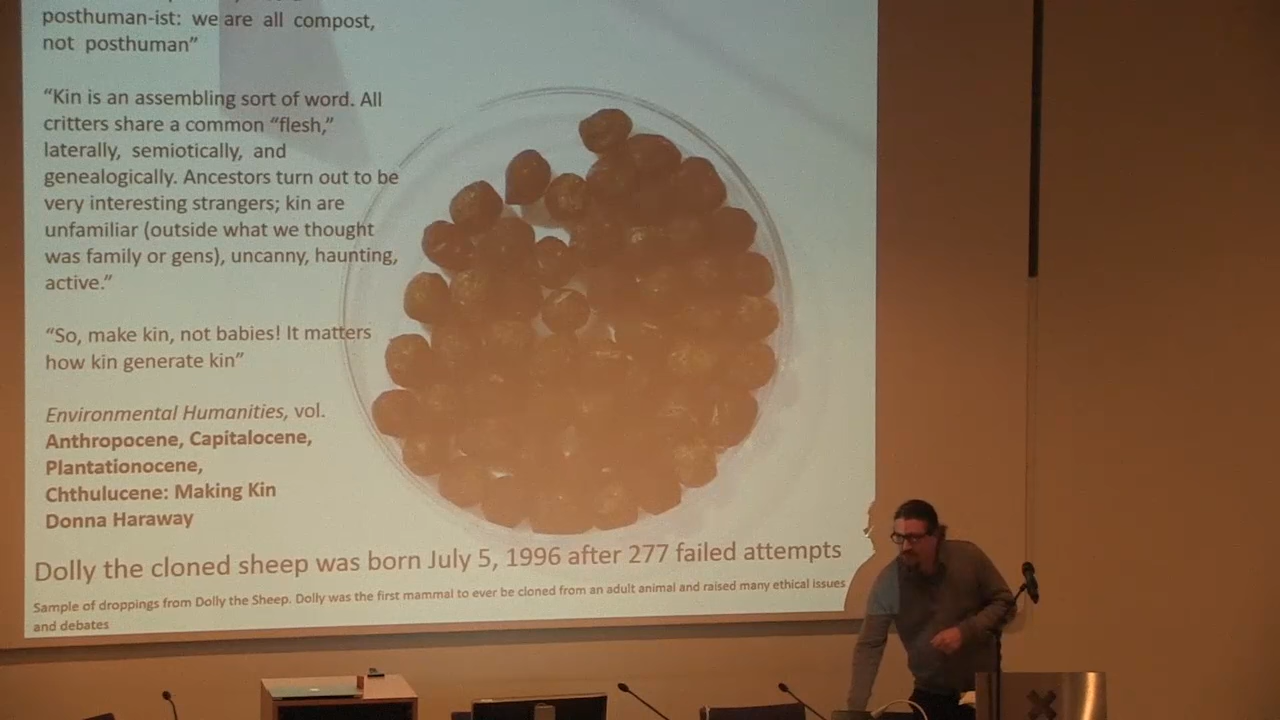 posthuman-ist: we are all compost,
not posthuman”
“Kin is an assembling sort of word. All
critters share a common “flesh,”
laterally, semiotically, and
genealogically. Ancestors turn out to be
very interesting strangers; kin are
unfamiliar (outside what we thought
was family or gens), uncanny, haunting,
active.”
“So, make kin, not babies! It matters
how kin generate kin”
Environmental Humanities, vol.
Anthropocene, Capitalocene,
Plantationocene,
Chthulucene: Making Kin
Donna Haraway
Dolly the cloned sheep was born July 5, 1996 after 277 failed attempts
Sample of droppings from Dolly the Sheep. Dolly was the first mammal to ever be cloned from an adult animal and raised many ethical issues
and debates